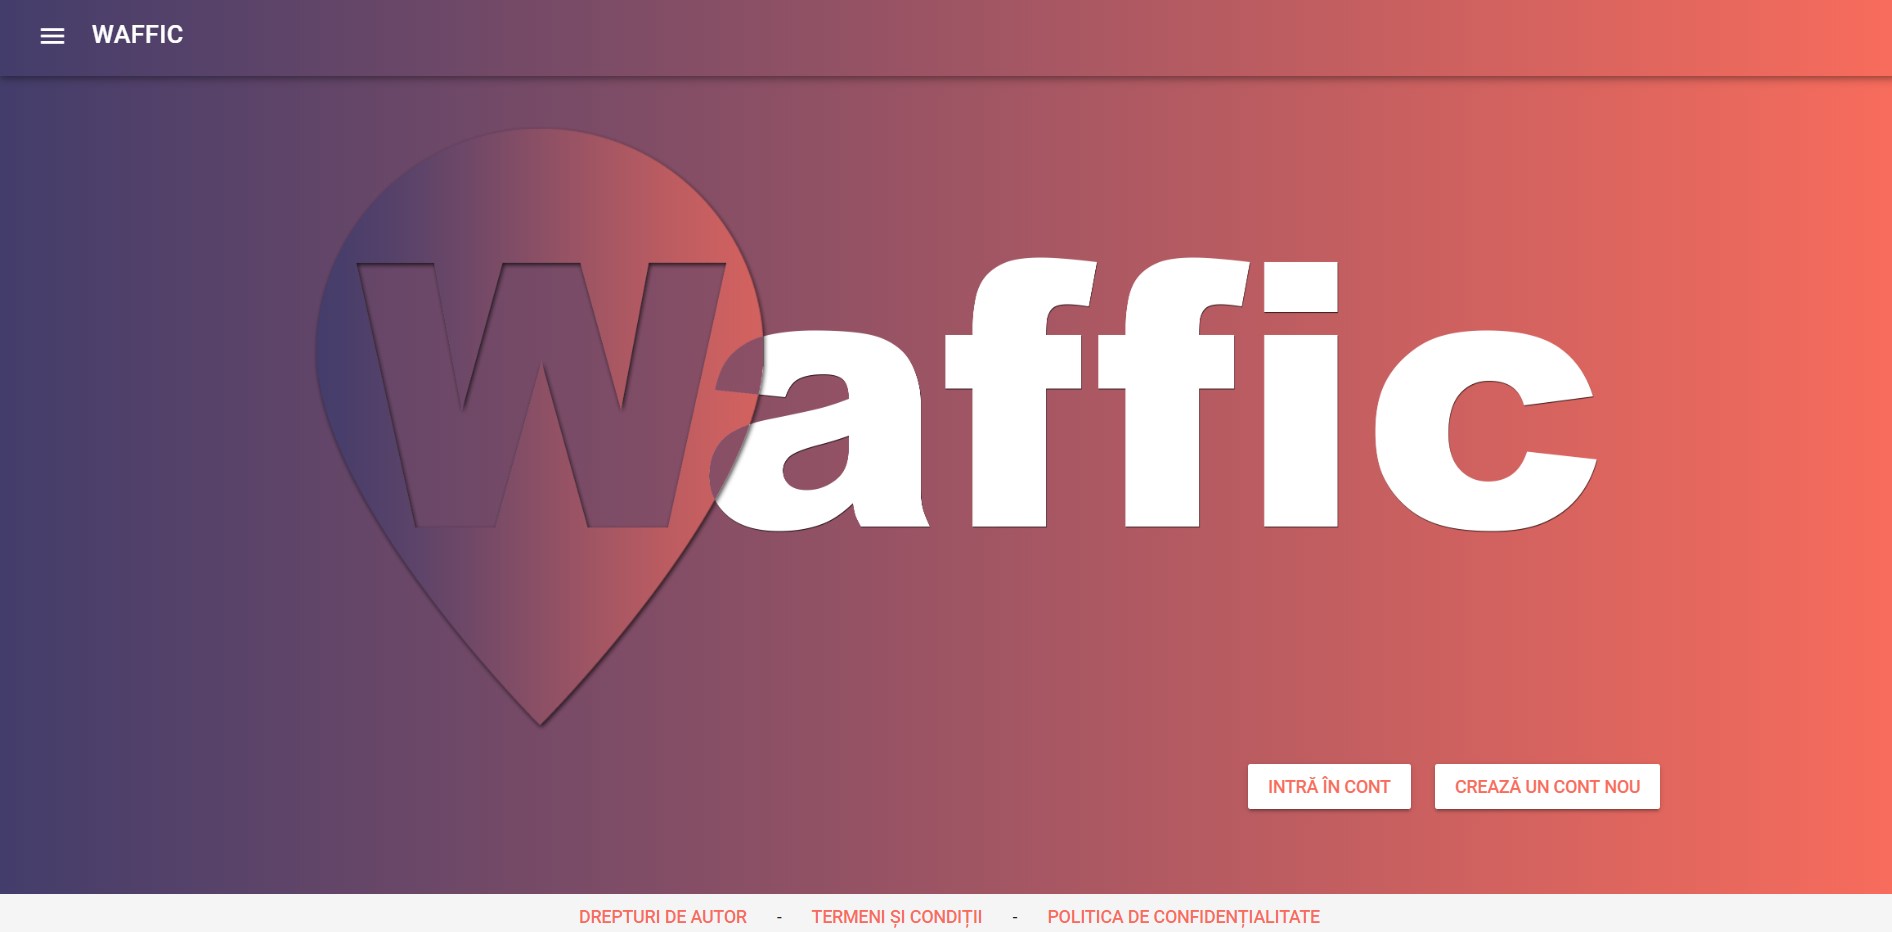 WAFFIC
Waffic
INTRĂ ÎN CONT
CREAZĂ UN CONT NOU
DREPTURI DE AUTOR - TERMENI ȘI CONDIȚII - POLITICA DE CONFIDENȚIALITATE